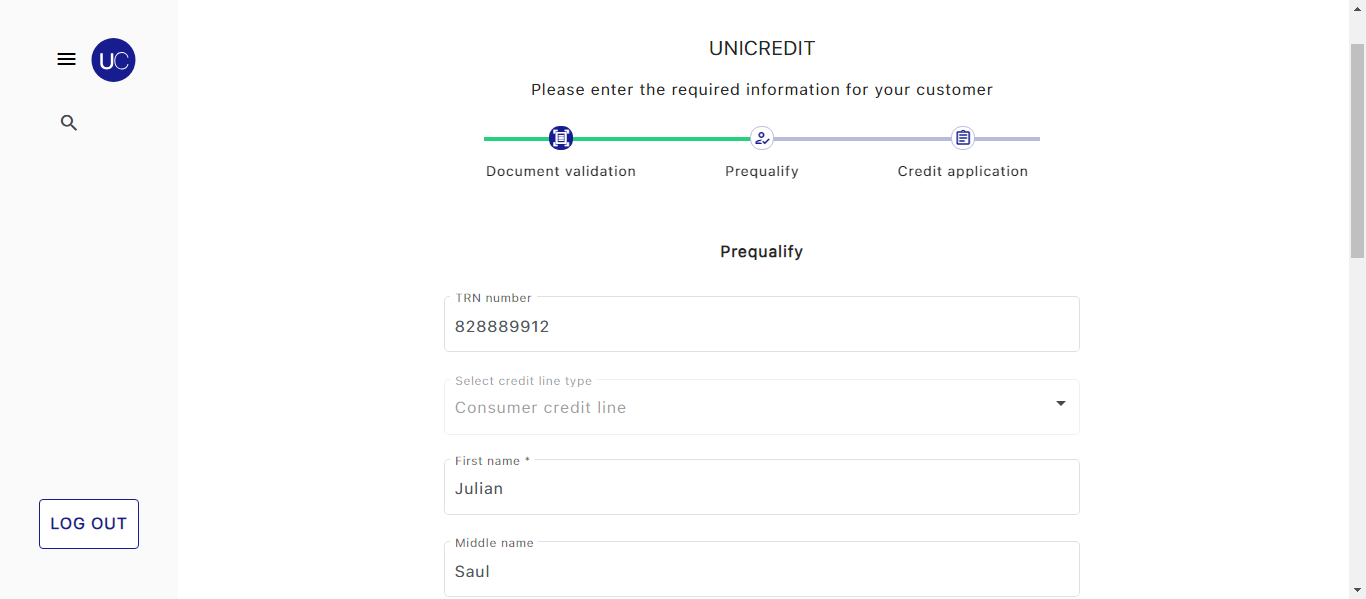 UC
UNICREDIT
Please enter the required information for your customer
Document validation
Prequalify
Credit application
Prequalify
TRN number
828889912
Select credit line type
Consumer credit line
First name *
Julian
Middle name
Saul
LOG OUT